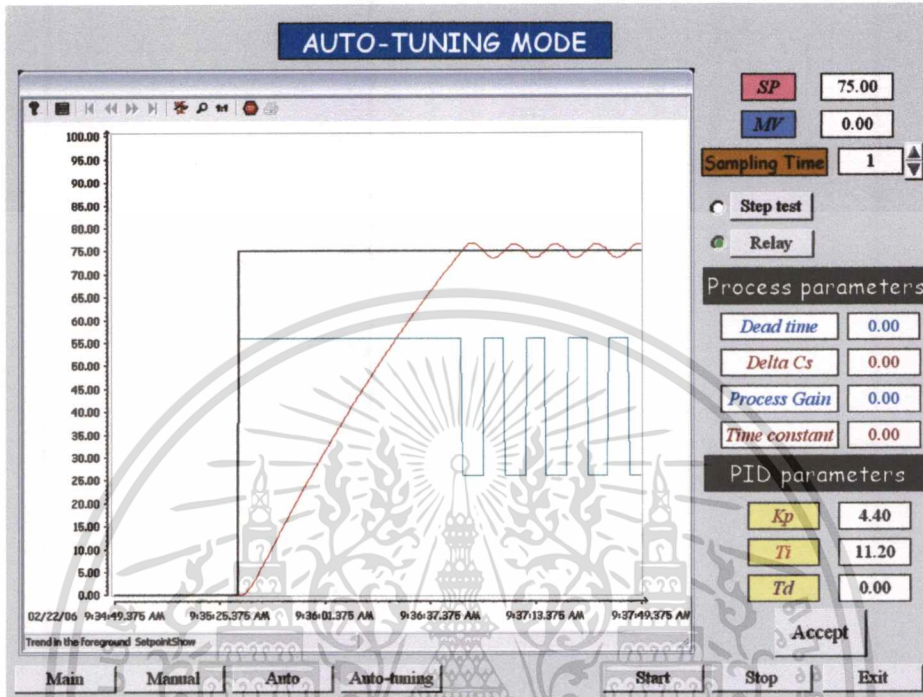 AUTO-TUNING MODE
SP 75.00
MV 0.00
Sampling Time 1
Step test
Relay
Process parameters
Dead time 0.00
Delta Cs 0.00
Process Gain 0.00
Time constant 0.00
PID parameters
Kp 4.40
Ti 11.20
Td 0.00
Accept
100.00
95.00
90.00
85.00
80.00
75.00
70.00
65.00
60.00
55.00
50.00
45.00
40.00
35.00
30.00
25.00
20.00
15.00
10.00
5.00
0.00
02/22/06 9:34:49.375 AM 9:35:25.375 AM 9:36:01.375 AM 9:36:37.375 AM 9:37:13.375 AM 9:37:49.375 AM
Trend in the foreground SetpointShow
Main Manual Auto Auto-tuning Start Stop Exit